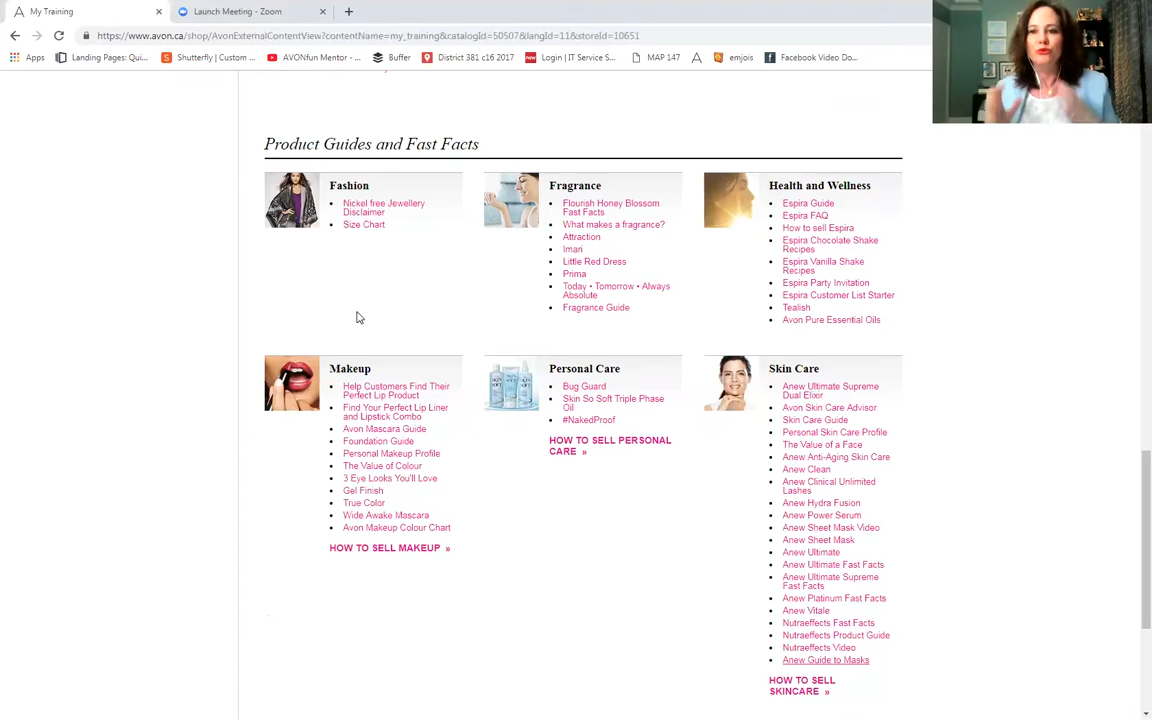 My Training
Launch Meeting - Zoom
https://www.avon.ca/shop/AvonExternalContentView?contentName=my_training&catalogId=50507&langId=11&storeId=10651
Apps
Landing Pages: Qui...
Shutterfly | Custom ...
AVONfun Mentor - ...
Buffer
District 381 c16 2017
Login | IT Service S...
MAP 147
emjois
Facebook Video Do...
Product Guides and Fast Facts
Fashion
• Nickel free Jewellery
Disclaimer
• Size Chart
Fragrance
• Flourish Honey Blossom
Fast Facts
• What makes a fragrance?
• Attraction
• Imari
• Little Red Dress
• Prima
• Today • Tomorrow • Always
Absolute
• Fragrance Guide
Health and Wellness
• Espira Guide
• Espira FAQ
• How to sell Espira
• Espira Chocolate Shake
Recipes
• Espira Vanilla Shake
Recipes
• Espira Party Invitation
• Espira Customer List Starter
• Tealish
• Avon Pure Essential Oils
Makeup
• Help Customers Find Their
Perfect Lip Product
• Find Your Perfect Lip Liner
and Lipstick Combo
• Avon Mascara Guide
• Foundation Guide
• Personal Makeup Profile
• The Value of Colour
• 3 Eye Looks You'll Love
• Gel Finish
• True Color
• Wide Awake Mascara
• Avon Makeup Colour Chart
HOW TO SELL MAKEUP »
Personal Care
• Bug Guard
• Skin So Soft Triple Phase
Oil
• #NakedProof
HOW TO SELL PERSONAL
CARE »
Skin Care
• Anew Ultimate Supreme
Dual Elixir
• Avon Skin Care Advisor
• Skin Care Guide
• Personal Skin Care Profile
• The Value of a Face
• Anew Anti-Aging Skin Care
• Anew Clean
• Anew Clinical Unlimited
Lashes
• Anew Hydra Fusion
• Anew Power Serum
• Anew Sheet Mask Video
• Anew Sheet Mask
• Anew Ultimate
• Anew Ultimate Fast Facts
• Anew Ultimate Supreme
Fast Facts
• Anew Platinum Fast Facts
• Anew Vitale
• Nutraeffects Fast Facts
• Nutraeffects Product Guide
• Nutraeffects Video
• Anew Guide to Masks
HOW TO SELL
SKINCARE »